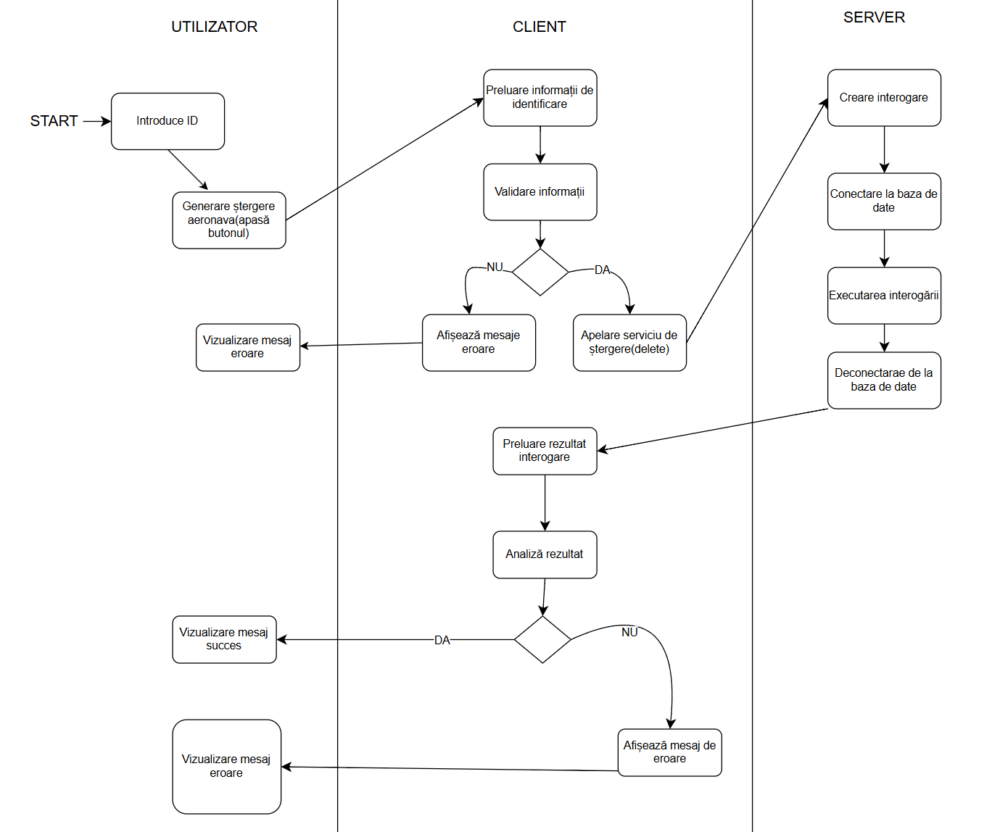 UTILIZATOR
CLIENT
SERVER
START
Introduce ID
Generare ștergere
aeronava(apasă
butonul)
Preluare informații de
identificare
Validare informații
NU
DA
Afișează mesaje
eroare
Apelare serviciu de
ștergere(delete)
Vizualizare mesaj
eroare
Creare interogare
Conectare la baza de
date
Executarea interogării
Deconectarae de la
baza de date
Preluare rezultat
interogare
Analiză rezultat
DA
NU
Vizualizare mesaj
succes
Afișează mesaj de
eroare
Vizualizare mesaj
eroare